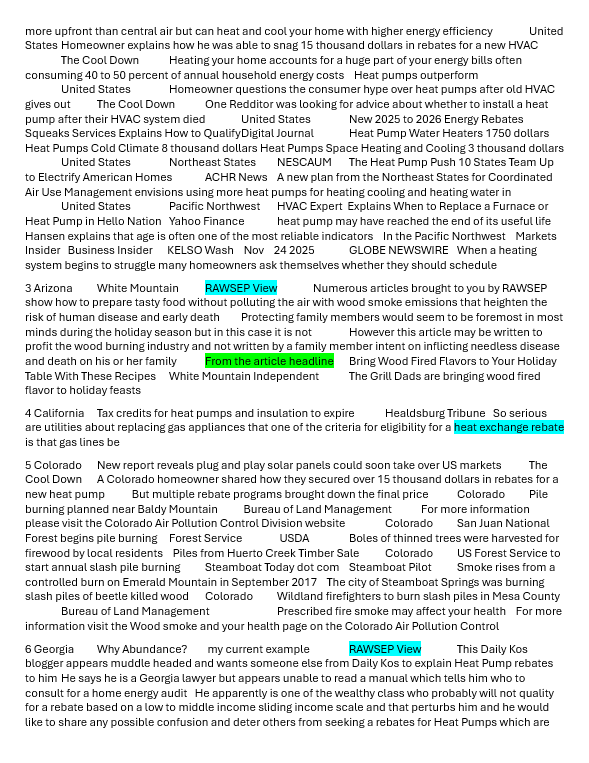 more upfront than central air but can heat and cool your home with higher energy efficiency United
States Homeowner explains how he was able to snag 15 thousand dollars in rebates for a new HVAC
The Cool Down Heating your home accounts for a huge part of your energy bills often
consuming 40 to 50 percent of annual household energy costs Heat pumps outperform
United States Homeowner questions the consumer hype over heat pumps after old HVAC
gives out The Cool Down One Redditor was looking for advice about whether to install a heat
pump after their HVAC system died United States New 2025 to 2026 Energy Rebates
Squeaks Services Explains How to QualifyDigital Journal Heat Pump Water Heaters 1750 dollars
Heat Pumps Cold Climate 8 thousand dollars Heat Pumps Space Heating and Cooling 3 thousand dollars
United States Northeast States NESCAUM The Heat Pump Push 10 States Team Up
to Electrify American Homes ACHR News A new plan from the Northeast States for Coordinated
Air Use Management envisions using more heat pumps for heating cooling and heating water in
United States Pacific Northwest HVAC Expert Explains When to Replace a Furnace or
Heat Pump in Hello Nation Yahoo Finance heat pump may have reached the end of its useful life
Hansen explains that age is often one of the most reliable indicators In the Pacific Northwest Markets
Insider Business Insider KELSO Wash Nov 24 2025 GLOBE NEWSWIRE When a heating
system begins to struggle many homeowners ask themselves whether they should schedule
3 Arizona White Mountain RAWSEP View Numerous articles brought to you by RAWSEP
show how to prepare tasty food without polluting the air with wood smoke emissions that heighten the
risk of human disease and early death Protecting family members would seem to be foremost in most
minds during the holiday season but in this case it is not However this article may be written to
profit the wood burning industry and not written by a family member intent on inflicting needless disease
and death on his or her family From the article headline Bring Wood Fired Flavors to Your Holiday
Table With These Recipes White Mountain Independent The Grill Dads are bringing wood fired
flavor to holiday feasts
4 California Tax credits for heat pumps and insulation to expire Healdsburg Tribune So serious
are utilities about replacing gas appliances that one of the criteria for eligibility for a heat exchange rebate
is that gas lines be
5 Colorado New report reveals plug and play solar panels could soon take over US markets The
Cool Down A Colorado homeowner shared how they secured over 15 thousand dollars in rebates for a
new heat pump But multiple rebate programs brought down the final price Colorado Pile
burning planned near Baldy Mountain Bureau of Land Management For more information
please visit the Colorado Air Pollution Control Division website Colorado San Juan National
Forest begins pile burning Forest Service USDA Boles of thinned trees were harvested for
firewood by local residents Piles from Huerto Creek Timber Sale Colorado US Forest Service to
start annual slash pile burning Steamboat Today dot com Steamboat Pilot Smoke rises from a
controlled burn on Emerald Mountain in September 2017 The city of Steamboat Springs was burning
slash piles of beetle killed wood Colorado Wildland firefighters to burn slash piles in Mesa County
Bureau of Land Management Prescribed fire smoke may affect your health For more
information visit the Wood smoke and your health page on the Colorado Air Pollution Control
6 Georgia Why Abundance? my current example RAWSEP View This Daily Kos
blogger appears muddle headed and wants someone else from Daily Kos to explain Heat Pump rebates
to him He says he is a Georgia lawyer but appears unable to read a manual which tells him who to
consult for a home energy audit He apparently is one of the wealthy class who probably will not quality
for a rebate based on a low to middle income sliding income scale and that perturbs him and he would
like to share any possible confusion and deter others from seeking a rebates for Heat Pumps which are